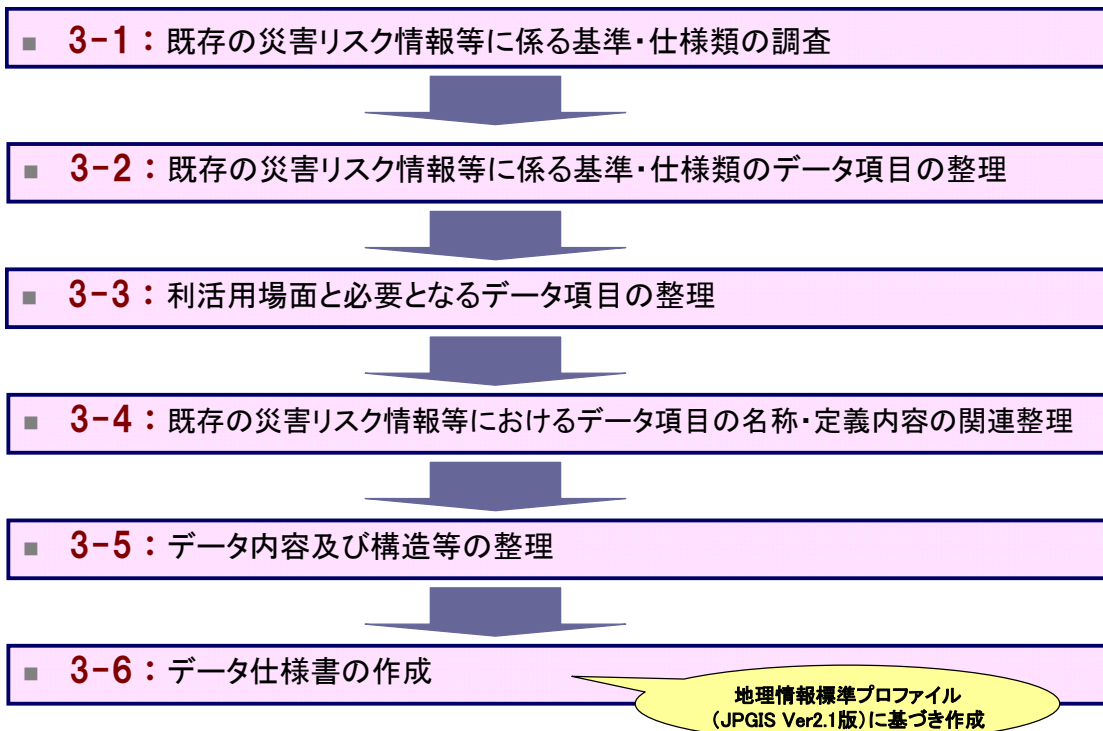 ■ 3-1：既存の災害リスク情報等に係る基準・仕様類の調査
■ 3-2：既存の災害リスク情報等に係る基準・仕様類のデータ項目の整理
■ 3-3：利活用場面と必要となるデータ項目の整理
■ 3-4：既存の災害リスク情報等におけるデータ項目の名称・定義内容の関連整理
■ 3-5：データ内容及び構造等の整理
■ 3-6：データ仕様書の作成
地理情報標準プロファイル
（JPGIS Ver2.1版）に基づき作成